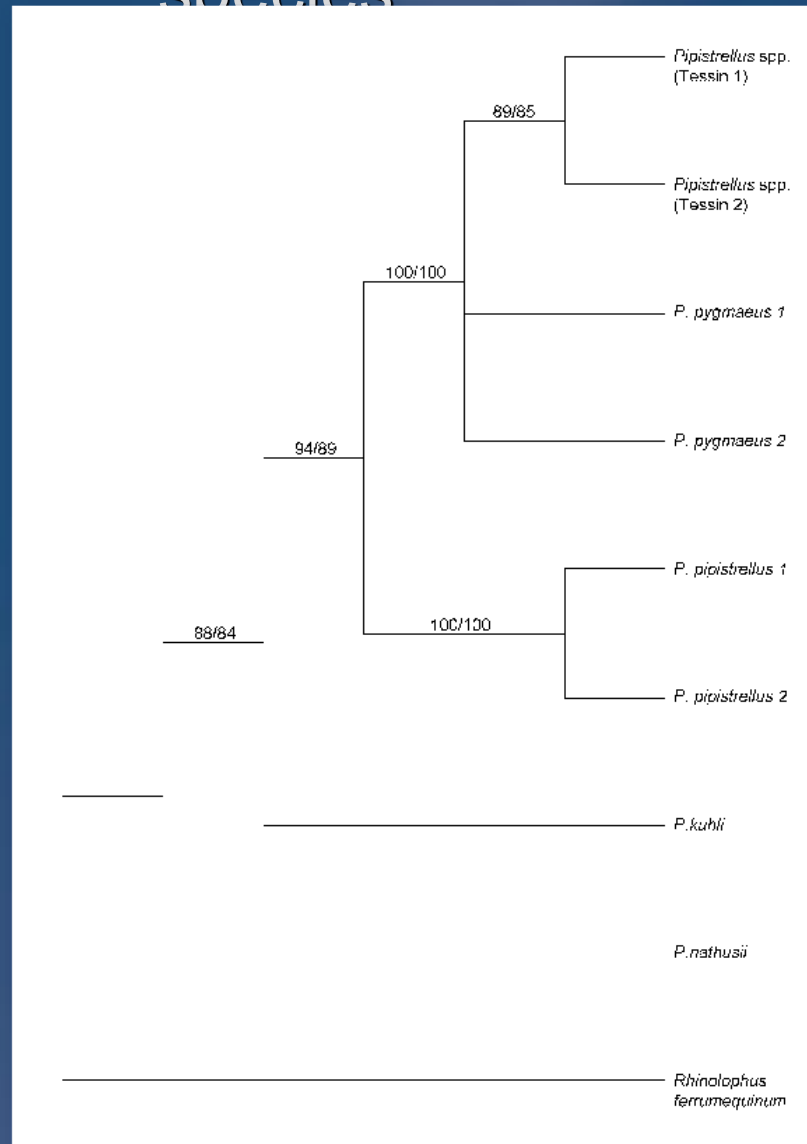 species
Pipistrellus spp.
(Tessin 1)
89/85
Pipistrellus spp.
(Tessin 2)
100/100
P. pygmaeus 1
P. pygmaeus 2
94/89
P. pipistrellus 1
100/100
88/84
P. pipistrellus 2
P.kuhli
P.nathusii
Rhinolophus
ferrumequinum